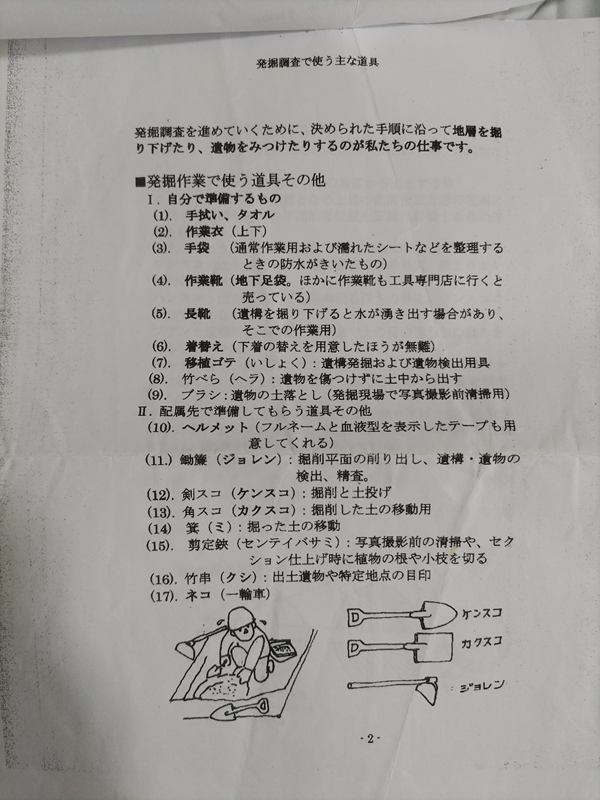 発掘調査で使う主な道具
発掘調査を進めていくために、決められた手順に沿って地層を掘
り下げたり、遺物をみつけたりするのが私たちの仕事です。
■発掘作業で使う道具その他
Ⅰ. 自分で準備するもの
(1). 手拭い、タオル
(2). 作業衣(上下)
(3). 手袋 (通常作業用および濡れたシートなどを整理する
ときの防水がきいたもの)
(4). 作業靴(地下足袋。ほかに作業靴も工具専門店に行くと
売っている)
(5). 長靴 (遺構を掘り下げると水が湧き出す場合があり、
そこでの作業用)
(6). 着替え(下着の替えを用意したほうが無難)
(7). 移植ゴテ(いしょく):遺構発掘および遺物検出用具
(8). 竹べら(ヘラ):遺物を傷つけずに土中から出す
(9). ブラシ:遺物の土落とし(発掘現場で写真撮影前清掃用)
Ⅱ. 配属先で準備してもらう道具その他
(10). ヘルメット(フルネームと血液型を表示したテープも用
意してくれる)
(11.) 鋤簾(ジョレン):掘削平面の削り出し、遺構・遺物の
検出、精査。
(12). 剣スコ(ケンスコ):掘削と土投げ
(13). 角スコ(カクスコ):掘削した土の移動用
(14) 箕(ミ):掘った土の移動
(15). 剪定鋏(センテイバサミ):写真撮影前の清掃や、セク
ション仕上げ時に植物の根や小枝を切る
(16). 竹串(クシ):出土遺物や特定地点の目印
(17). ネコ(一輪車)
ケンスコ
カクスコ
:ジョレン
- 2 -